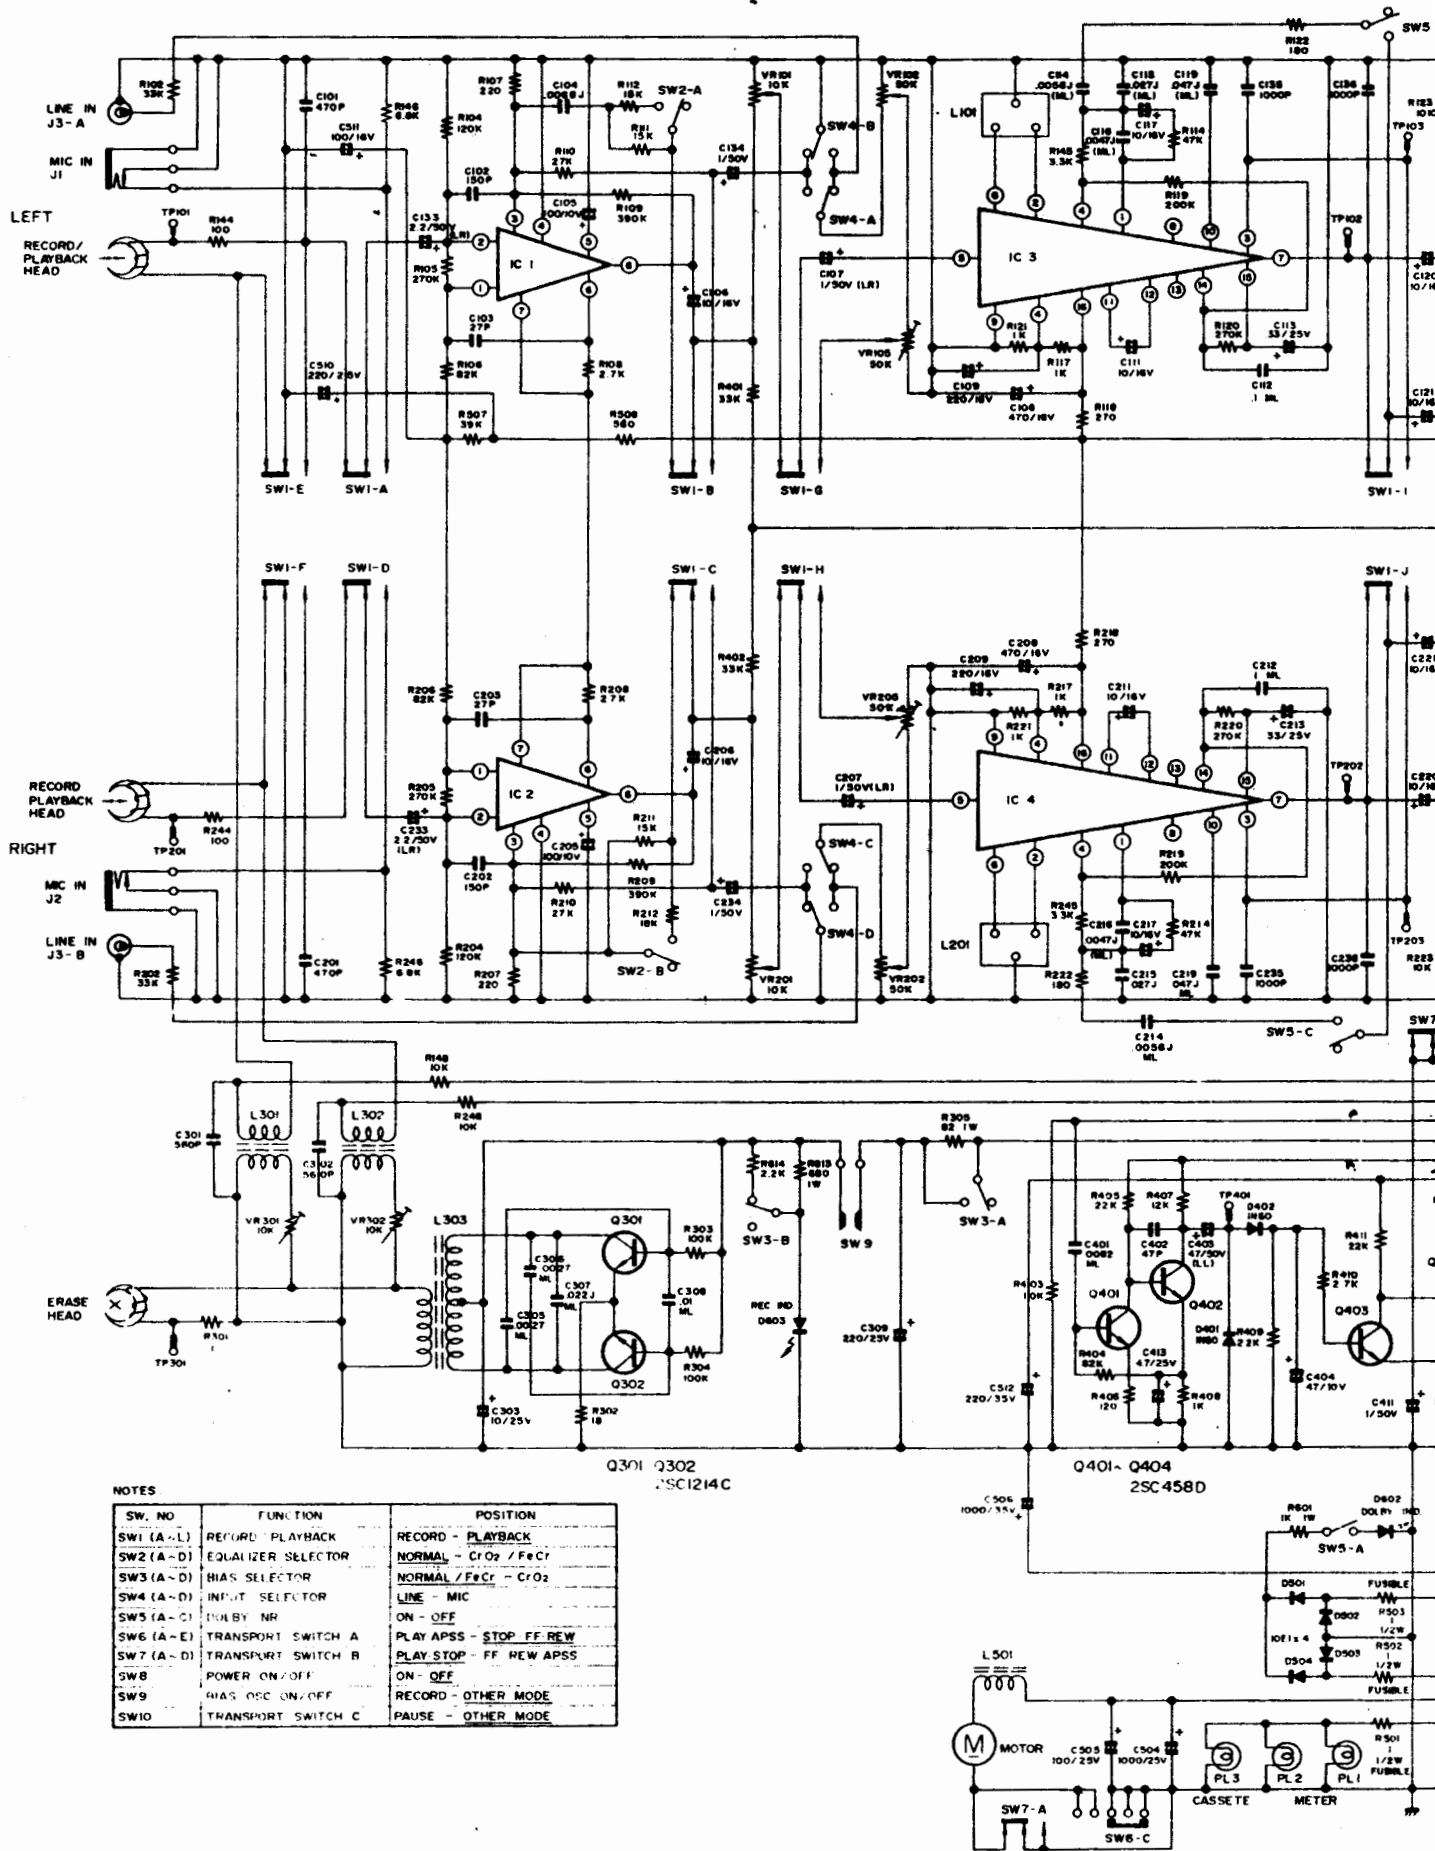 SW5
R122
180
R102
33K
LINE IN
J3-A
MIC IN
J1
LEFT
RECORD/
PLAYBACK
HEAD
TP101
R144
100
C101
470P
C511
100/16V
R146
6.8K
R104
120K
R107
220
C104
.0068J
R112
18K
SW2-A
R111
15K
R110
27K
C134
1/50V
VR101
10K
SW4-B
SW4-A
VR102
50K
C102
150P
C105
100/10V
R109
390K
C133
2.2/50V
(LR)
R105
270K
IC 1
C106
10/16V
C103
27P
R106
82K
R108
2.7K
C510
220/25V
R507
39K
R508
560
R401
33K
C107
1/50V (LR)
VR105
50K
L101
C114
.0056J
(ML)
C118
.027J
(ML)
C119
.047J
(ML)
C135
1000P
C136
1000P
R123
TP103
C116
.0047J
(ML)
C117
10/16V
R114
47K
R145
3.3K
R119
200K
TP102
IC 3
C120
R121
1K
R117
1K
C111
10/16V
R120
270K
C113
33/25V
C112
.1 ML
C109
220/16V
C108
470/16V
R118
270
C121
SW1-E
SW1-A
SW1-B
SW1-G
SW1-I
SW1-F
SW1-D
SW1-C
SW1-H
SW1-J
R206
82K
C203
27P
R208
2.7K
R402
33K
C206
10/16V
IC 2
R205
270K
C233
2.2/50V
(LR)
C205
100/10V
R211
15K
C202
150P
R210
27K
R209
390K
R212
18K
C234
1/50V
SW4-C
SW4-D
SW2-B
R204
120K
R207
220
VR201
10K
VR202
50K
VR205
50K
C207
1/50V(LR)
C209
220/16V
C208
470/16V
R218
270
R217
1K
R221
1K
C211
10/16V
C212
.1 ML
R220
270K
C213
33/25V
TP202
IC 4
C221
C220
R219
200K
R245
3.3K
C216
.0047J
(ML)
C217
10/16V
R214
47K
L201
R222
180
C215
.027J
C219
.047J
ML
C235
1000P
C236
1000P
TP203
R223
10K
C214
.0056J
ML
SW5-C
SW7
RECORD
PLAYBACK
HEAD
R244
100
TP201
RIGHT
MIC IN
J2
LINE IN
J3-B
R202
33K
C201
470P
R246
6.8K
R148
10K
R248
10K
C301
560P
L301
C302
560P
L302
VR301
10K
VR302
10K
ERASE
HEAD
TP301
R301
1
L303
C306
.0027
ML
C305
.0027
ML
C307
.022J
ML
Q301
Q302
R303
100K
C308
.01
ML
R304
100K
C303
10/25V
R302
18
R614
2.2K
R613
680
1W
SW3-B
SW9
REC IND.
D603
C309
220/25V
R305
82 1W
SW3-A
C512
220/35V
R403
10K
C401
.0082
ML
R405
22K
R407
12K
C402
47P
C403
.47/50V
(LL)
TP401
D402
IN60
Q401
Q402
D401
IN60
R409
2.2K
R404
82K
C413
47/25V
R406
120
R408
1K
C404
47/10V
R410
2.7K
R411
22K
Q403
C411
1/50V
Q301 Q302
2SC1214C
Q401~Q404
2SC458D
C506
1000/35V
R601
1K 1W
SW5-A
D602
DOLBY IND.
D501
D502
D503
D504
10E1x4
FUSIBLE
R503
1
1/2W
R502
1
1/2W
FUSIBLE
L501
M
MOTOR
C505
100/25V
C504
1000/25V
PL3
PL2
PL1
CASSETE
METER
R501
1
1/2W
FUSIBLE
SW7-A
SW6-C
NOTES
SW. NO FUNCTION POSITION
SW1 (A~L) RECORD PLAYBACK RECORD - PLAYBACK
SW2 (A~D) EQUALIZER SELECTOR NORMAL - CrO2 / FeCr
SW3 (A~D) BIAS SELECTOR NORMAL / FeCr - CrO2
SW4 (A~D) INPUT SELECTOR LINE - MIC
SW5 (A~C) DOLBY NR ON - OFF
SW6 (A~E) TRANSPORT SWITCH A PLAY APSS - STOP FF REW
SW7 (A~D) TRANSPORT SWITCH B PLAY STOP - FF REW APSS
SW8 POWER ON/OFF ON - OFF
SW9 BIAS OSC ON/OFF RECORD - OTHER MODE
SW10 TRANSPORT SWITCH C PAUSE - OTHER MODE